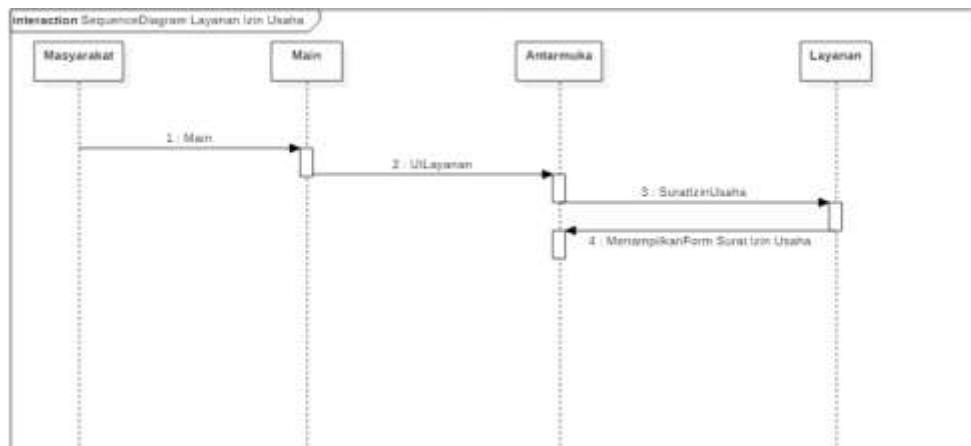 interaction SequenceDiagram Layanan Izin Usaha
Masyarakat
Main
Antarmuka
Layanan
1 : Main
2 : UILayanan
3 : SuratIzinUsaha
4 : MenampilkanForm Surat Izin Usaha